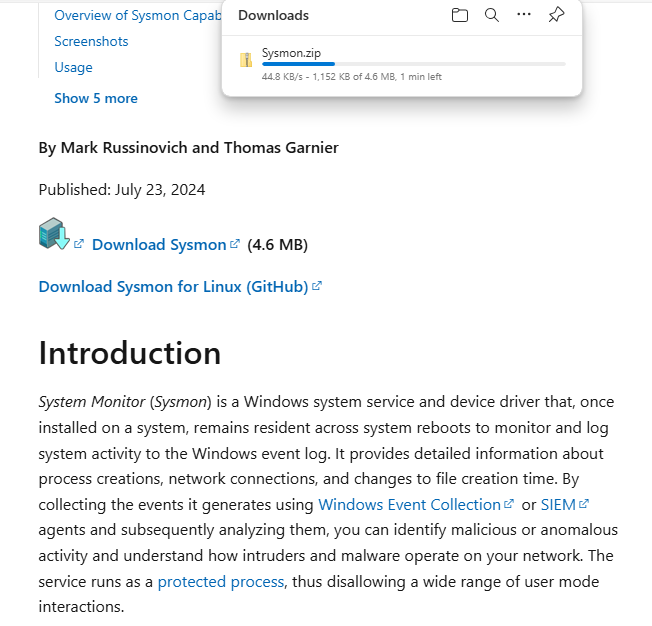 Overview of Sysmon Capab
Screenshots
Usage
Show 5 more
Downloads
Sysmon.zip
44.8 KB/s - 1,152 KB of 4.6 MB, 1 min left
By Mark Russinovich and Thomas Garnier
Published: July 23, 2024
Download Sysmon (4.6 MB)
Download Sysmon for Linux (GitHub)
Introduction
System Monitor (Sysmon) is a Windows system service and device driver that, once
installed on a system, remains resident across system reboots to monitor and log
system activity to the Windows event log. It provides detailed information about
process creations, network connections, and changes to file creation time. By
collecting the events it generates using Windows Event Collection or SIEM
agents and subsequently analyzing them, you can identify malicious or anomalous
activity and understand how intruders and malware operate on your network. The
service runs as a protected process, thus disallowing a wide range of user mode
interactions.